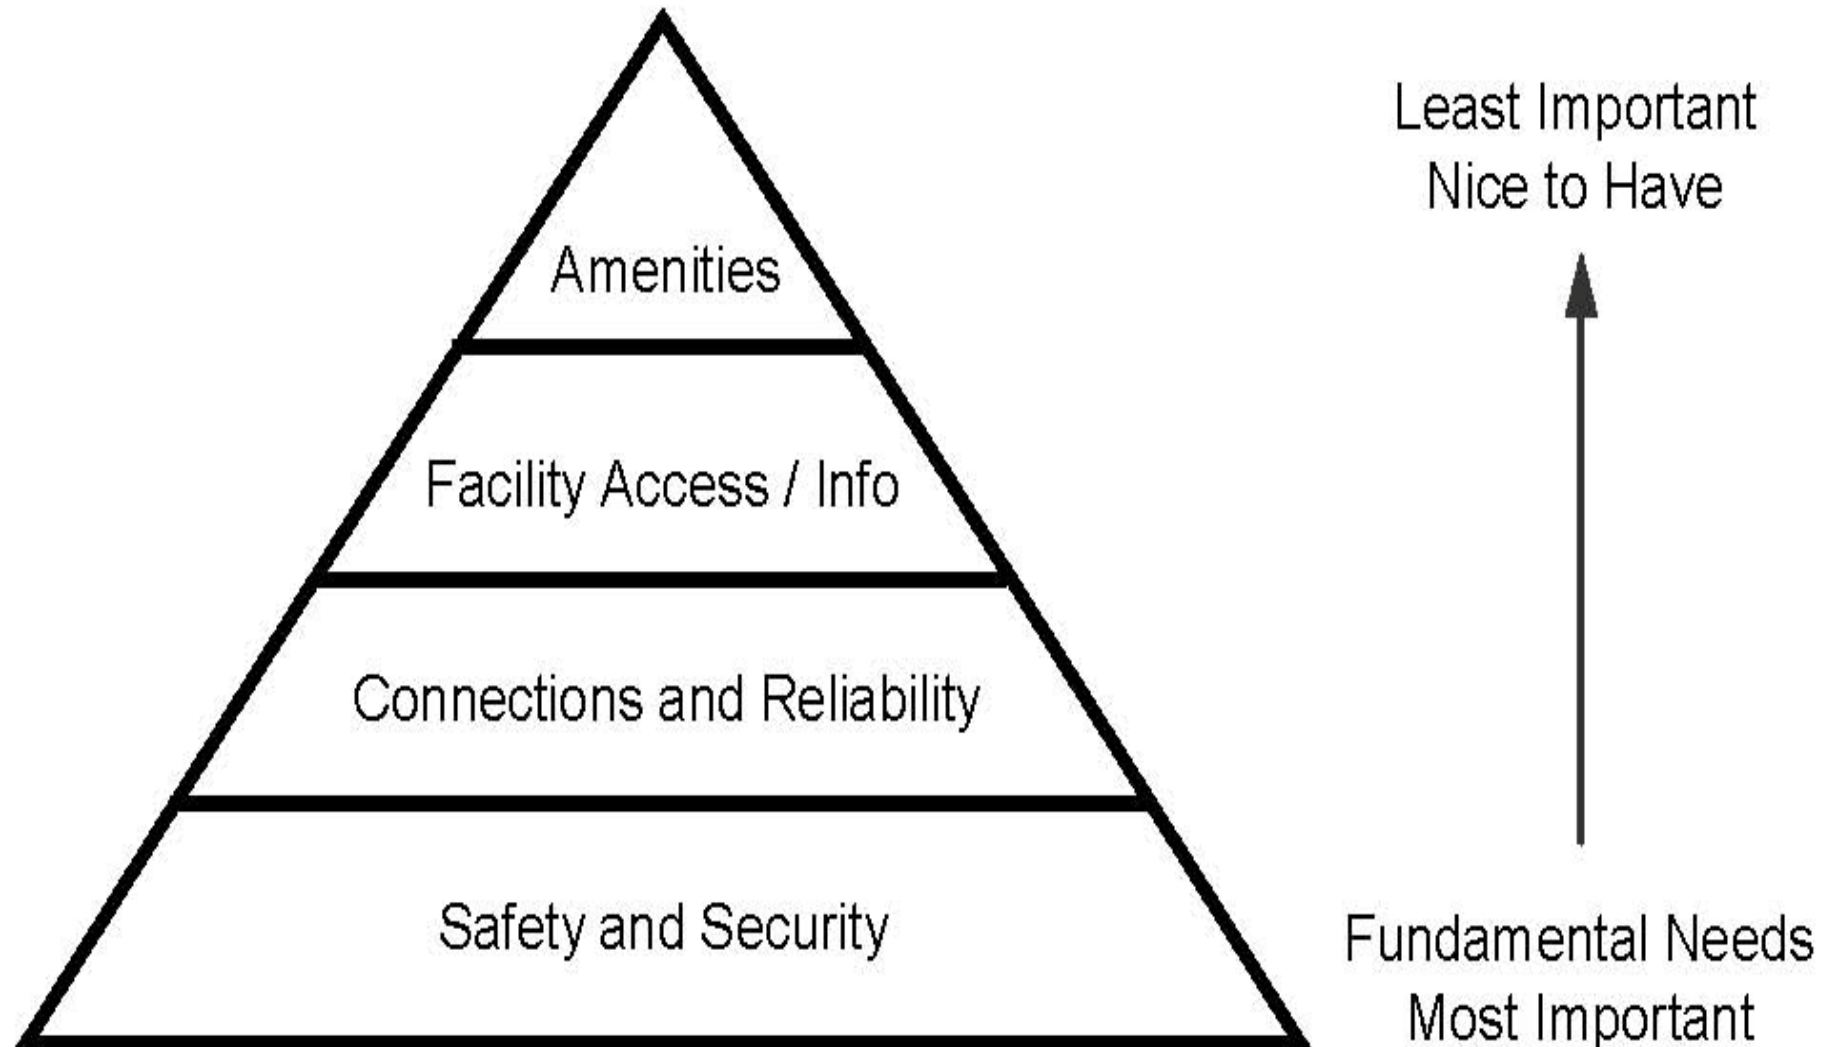 Least Important
Nice to Have
Amenities
Facility Access / Info
Connections and Reliability
Safety and Security
Fundamental Needs
Most Important